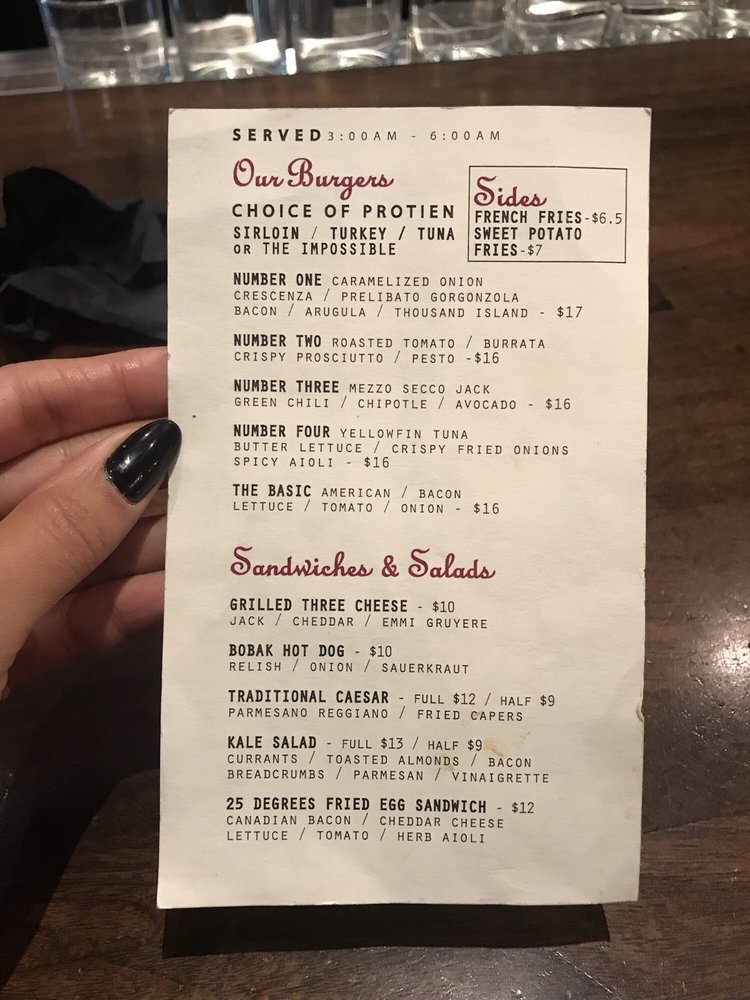 SERVED 3:00AM - 6:00AM
Our Burgers
CHOICE OF PROTIEN
SIRLOIN / TURKEY / TUNA
OR THE IMPOSSIBLE
Sides
FRENCH FRIES-$6.5
SWEET POTATO
FRIES-$7
NUMBER ONE CARAMELIZED ONION
CRESCENZA / PRELIBATO GORGONZOLA
BACON / ARUGULA / THOUSAND ISLAND - $17
NUMBER TWO ROASTED TOMATO / BURRATA
CRISPY PROSCIUTTO / PESTO -$16
NUMBER THREE MEZZO SECCO JACK
GREEN CHILI / CHIPOTLE / AVOCADO - $16
NUMBER FOUR YELLOWFIN TUNA
BUTTER LETTUCE / CRISPY FRIED ONIONS
SPICY AIOLI - $16
THE BASIC AMERICAN / BACON
LETTUCE / TOMATO / ONION - $16
Sandwiches & Salads
GRILLED THREE CHEESE - $10
JACK / CHEDDAR / EMMI GRUYERE
BOBAK HOT DOG - $10
RELISH / ONION / SAUERKRAUT
TRADITIONAL CAESAR - FULL $12 / HALF $9
PARMESANO REGGIANO / FRIED CAPERS
KALE SALAD - FULL $13 / HALF $9
CURRANTS / TOASTED ALMONDS / BACON
BREADCRUMBS / PARMESAN / VINAIGRETTE
25 DEGREES FRIED EGG SANDWICH - $12
CANADIAN BACON / CHEDDAR CHEESE
LETTUCE / TOMATO / HERB AIOLI